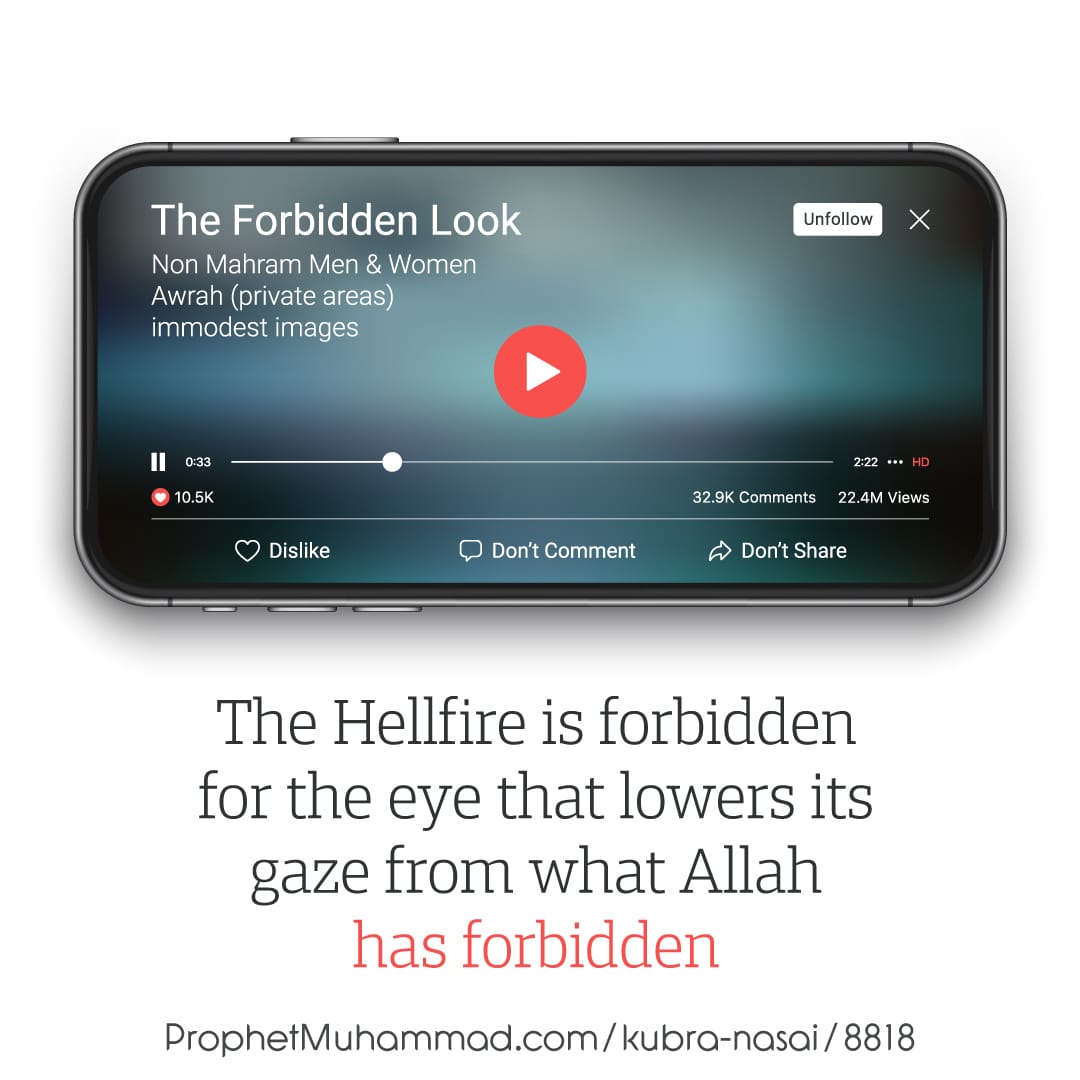 The Forbidden Look
Unfollow
Non Mahram Men & Women
Awrah (private areas)
immodest images
0:33
2:22 ••• HD
10.5K
32.9K Comments
22.4M Views
Dislike
Don't Comment
Don't Share
The Hellfire is forbidden
for the eye that lowers its
gaze from what Allah
has forbidden
ProphetMuhammad.com/kubra-nasai/8818